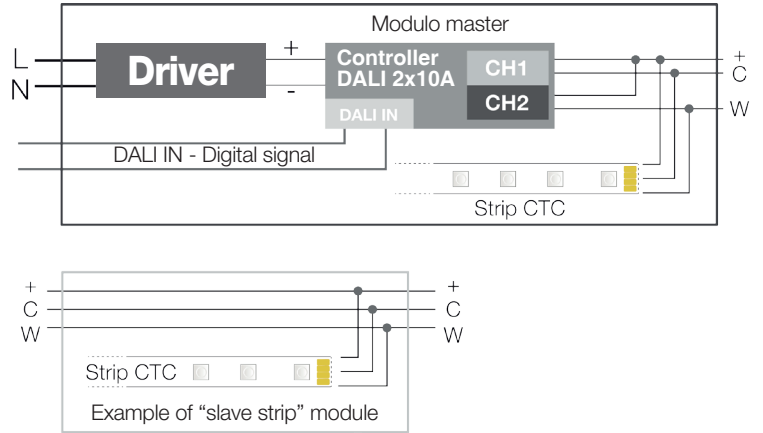 Modulo master
L
N
Driver
+
-
Controller
DALI 2x10A
DALI IN
CH1
CH2
+
C
W
DALI IN - Digital signal
Strip CTC
+
C
W
+
C
W
Strip CTC
Example of “slave strip” module